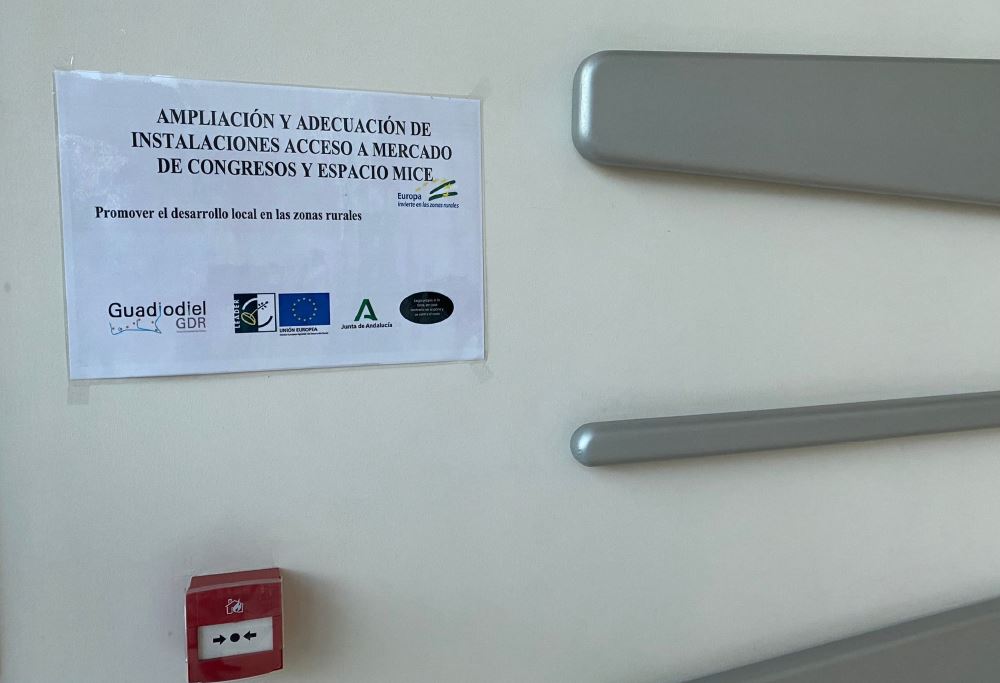 AMPLIACIÓN Y ADECUACIÓN DE
INSTALACIONES ACCESO A MERCADO
DE CONGRESOS Y ESPACIO MICE
Europa
invierte en las zonas rurales
Promover el desarrollo local en las zonas rurales
Guadjodiel
GDR
LEADER
UNIÓN EUROPEA
Junta de Andalucía